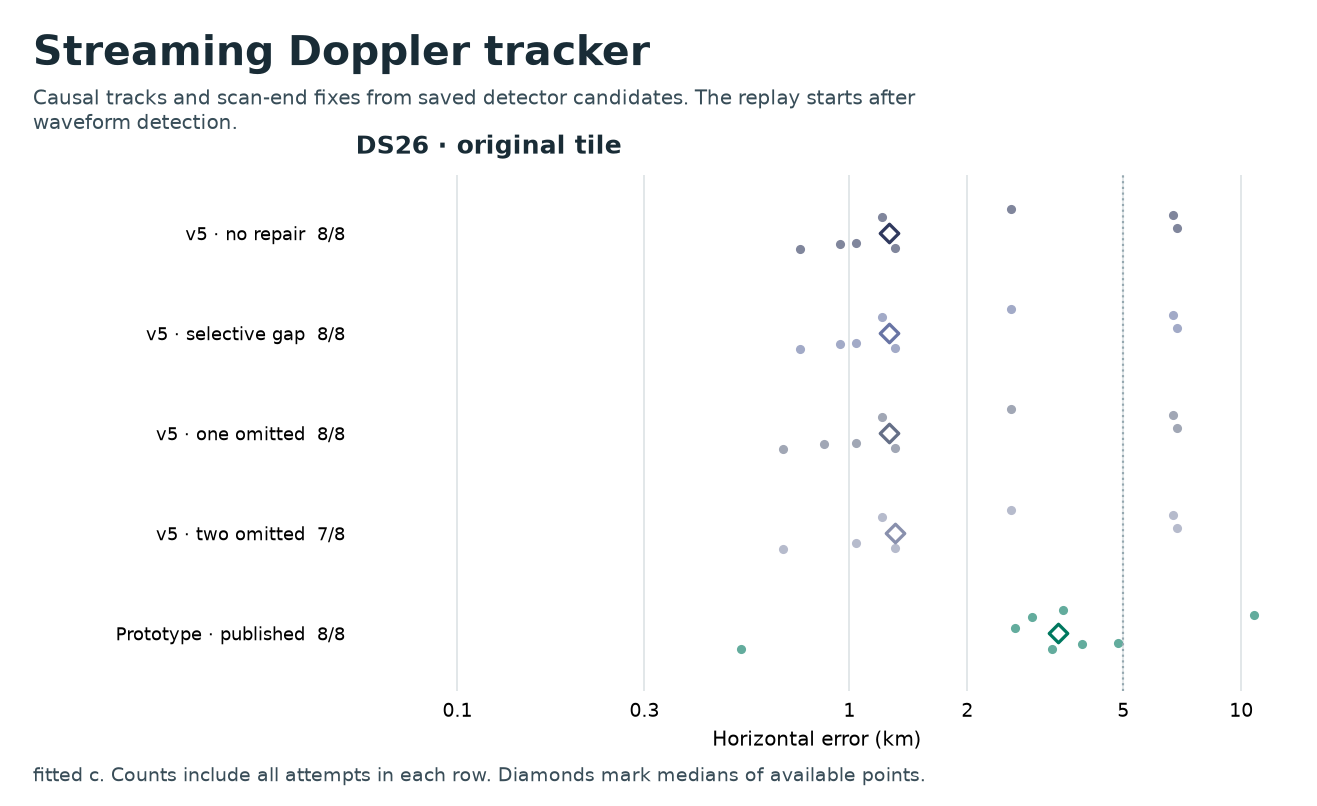 Streaming Doppler tracker
Causal tracks and scan-end fixes from saved detector candidates. The replay starts after
waveform detection.
DS26 · original tile
v5 · no repair 8/8
v5 · selective gap 8/8
v5 · one omitted 8/8
v5 · two omitted 7/8
Prototype · published 8/8
0.1 0.3 1 2 5 10
Horizontal error (km)
fitted c. Counts include all attempts in each row. Diamonds mark medians of available points.